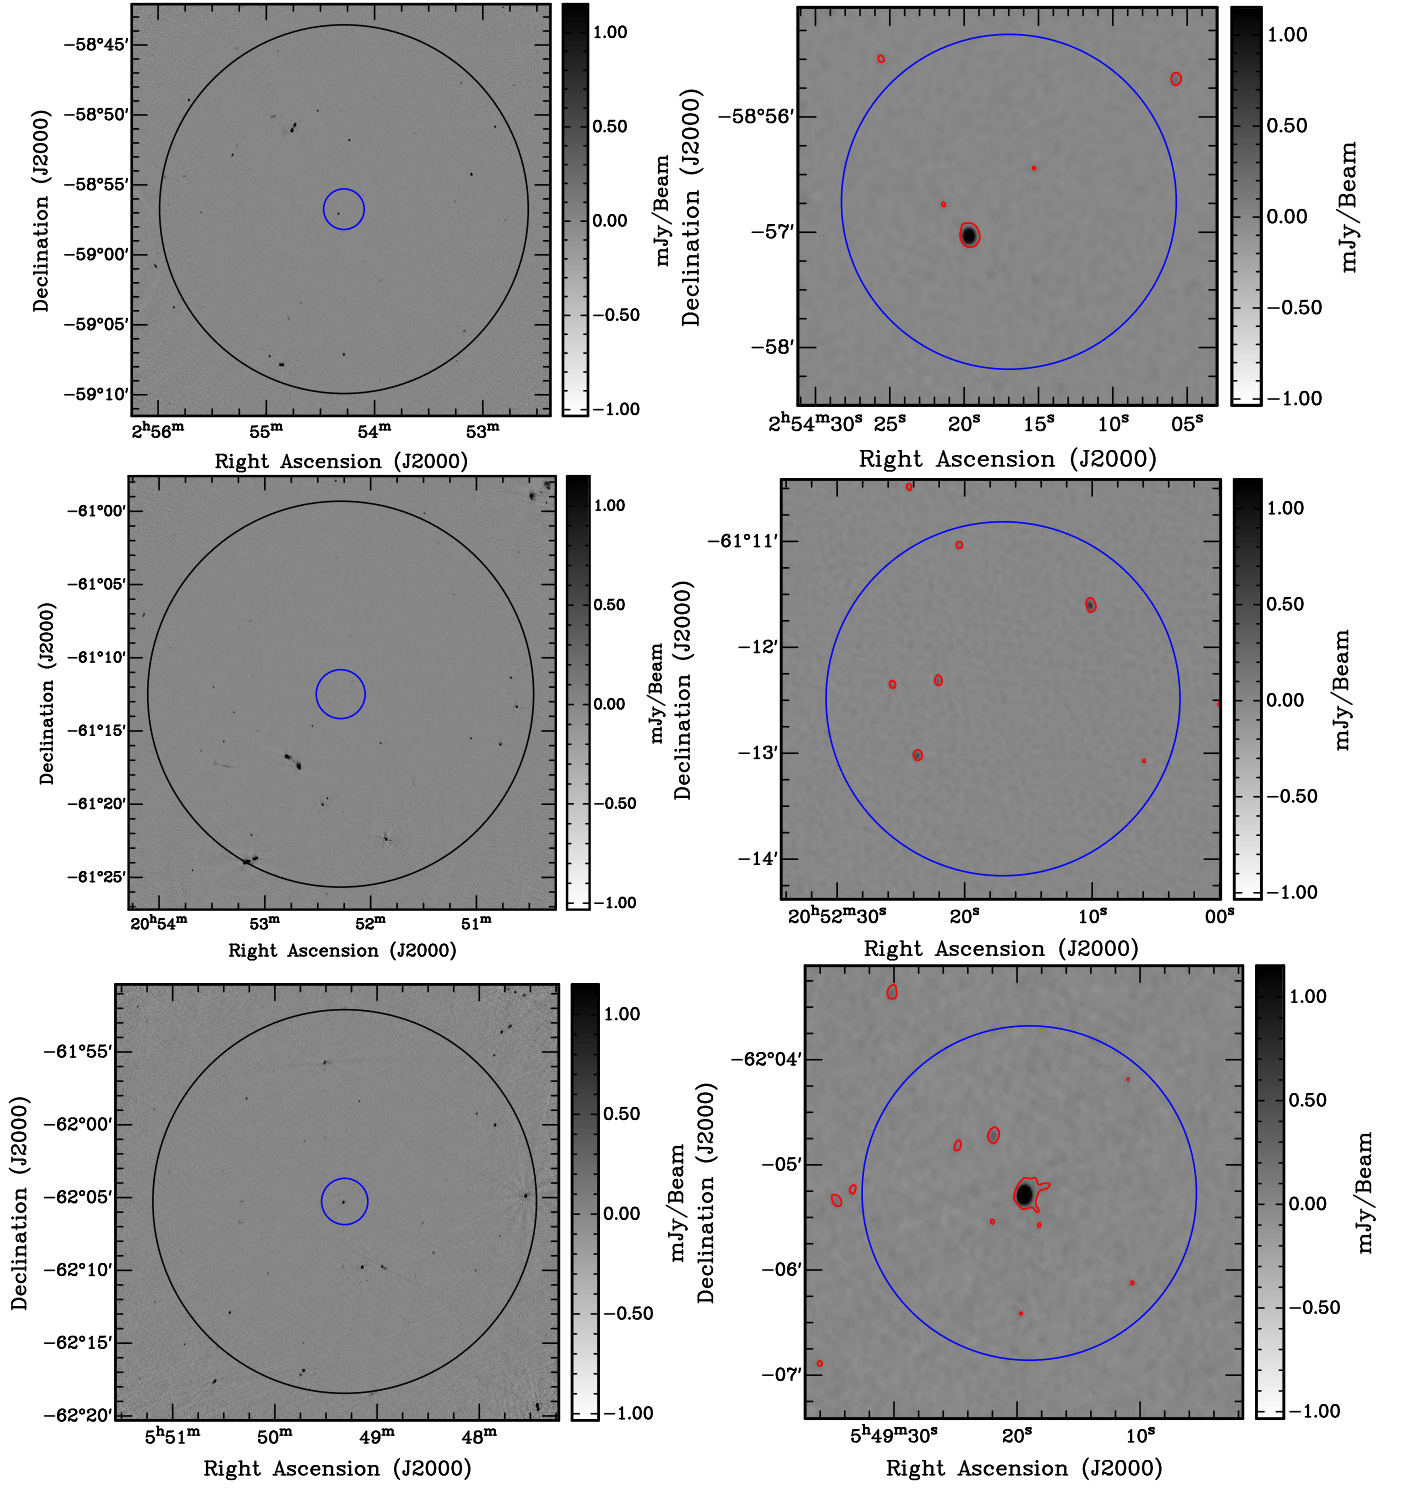 −58°45′
−58°50′
−58°55′
−59°00′
−59°05′
−59°10′
Declination (J2000)
2ʰ56ᵐ 55ᵐ 54ᵐ 53ᵐ
Right Ascension (J2000)
1.00
0.50
0.00
−0.50
−1.00
mJy/Beam
−58°56′
−57′
−58′
Declination (J2000)
2ʰ54ᵐ30ˢ 25ˢ 20ˢ 15ˢ 10ˢ 05ˢ
Right Ascension (J2000)
1.00
0.50
0.00
−0.50
−1.00
mJy/Beam
−61°00′
−61°05′
−61°10′
−61°15′
−61°20′
−61°25′
Declination (J2000)
20ʰ54ᵐ 53ᵐ 52ᵐ 51ᵐ
Right Ascension (J2000)
1.00
0.50
0.00
−0.50
−1.00
mJy/Beam
−61°11′
−12′
−13′
−14′
Declination (J2000)
20ʰ52ᵐ30ˢ 20ˢ 10ˢ 00ˢ
Right Ascension (J2000)
1.00
0.50
0.00
−0.50
−1.00
mJy/Beam
−61°55′
−62°00′
−62°05′
−62°10′
−62°15′
−62°20′
Declination (J2000)
5ʰ51ᵐ 50ᵐ 49ᵐ 48ᵐ
Right Ascension (J2000)
1.00
0.50
0.00
−0.50
−1.00
mJy/Beam
−62°04′
−05′
−06′
−07′
Declination (J2000)
5ʰ49ᵐ30ˢ 20ˢ 10ˢ
Right Ascension (J2000)
1.00
0.50
0.00
−0.50
−1.00
mJy/Beam